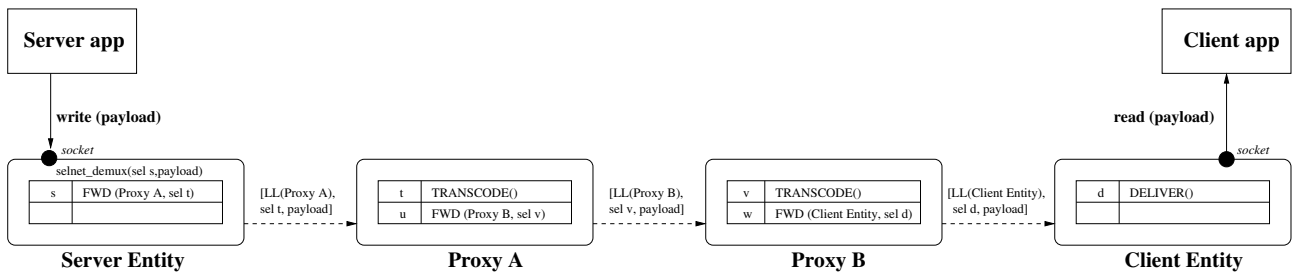 Server app
Client app
write (payload)
read (payload)
socket
socket
selnet_demux(sel s,payload)
s FWD (Proxy A, sel t)
[LL(Proxy A),
sel t, payload]
t TRANSCODE()
u FWD (Proxy B, sel v)
[LL(Proxy B),
sel v, payload]
v TRANSCODE()
w FWD (Client Entity, sel d)
[LL(Client Entity),
sel d, payload]
d DELIVER()
Server Entity
Proxy A
Proxy B
Client Entity